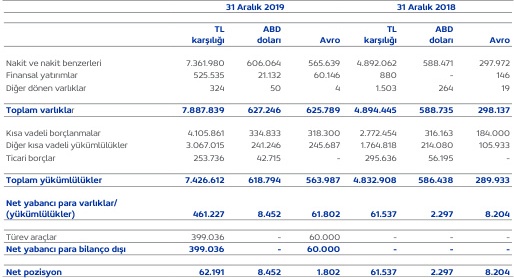 31 Aralık 2019 31 Aralık 2018
TL ABD TL ABD
karşılığı doları Avro karşılığı doları Avro
Nakit ve nakit benzerleri 7.361.980 606.064 565.639 4.892.062 588.471 297.972
Finansal yatırımlar 525.535 21.132 60.146 880 - 146
Diğer dönen varlıklar 324 50 4 1.503 264 19
Toplam varlıklar 7.887.839 627.246 625.789 4.894.445 588.735 298.137
Kısa vadeli borçlanmalar 4.105.861 334.833 318.300 2.772.454 316.163 184.000
Diğer kısa vadeli yükümlülükler 3.067.015 241.246 245.687 1.764.818 214.080 105.933
Ticari borçlar 253.736 42.715 - 295.636 56.195 -
Toplam yükümlülükler 7.426.612 618.794 563.987 4.832.908 586.438 289.933
Net yabancı para varlıklar/
(yükümlülükler) 461.227 8.452 61.802 61.537 2.297 8.204
Türev araçlar 399.036 - 60.000 - - -
Net yabancı para bilanço dışı 399.036 - 60.000 - - -
Net pozisyon 62.191 8.452 1.802 61.537 2.297 8.204